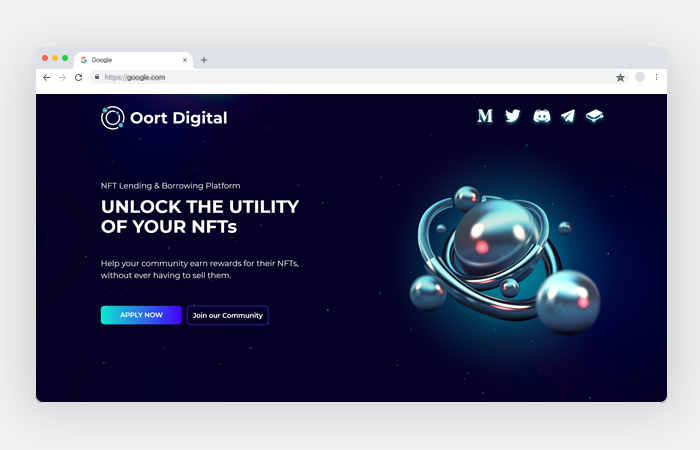 Google
https://google.com
Oort Digital
M
NFT Lending & Borrowing Platform
UNLOCK THE UTILITY
OF YOUR NFTs
Help your community earn rewards for their NFTs,
without ever having to sell them.
APPLY NOW
Join our Community